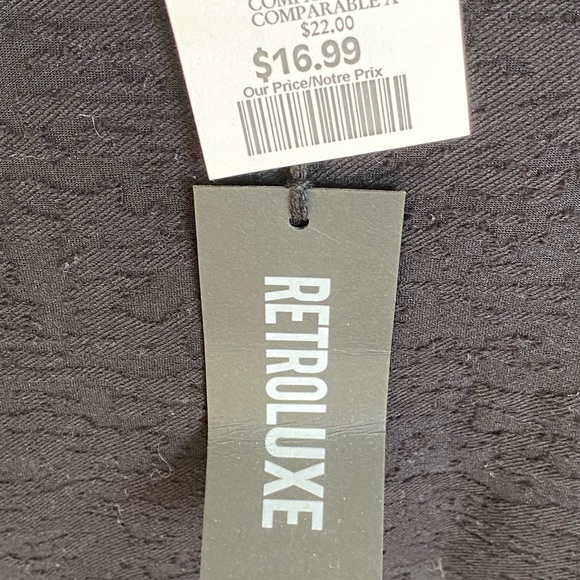 COMPARABLE A
$22.00
$16.99
Our Price/Notre Prix
RETROLUXE